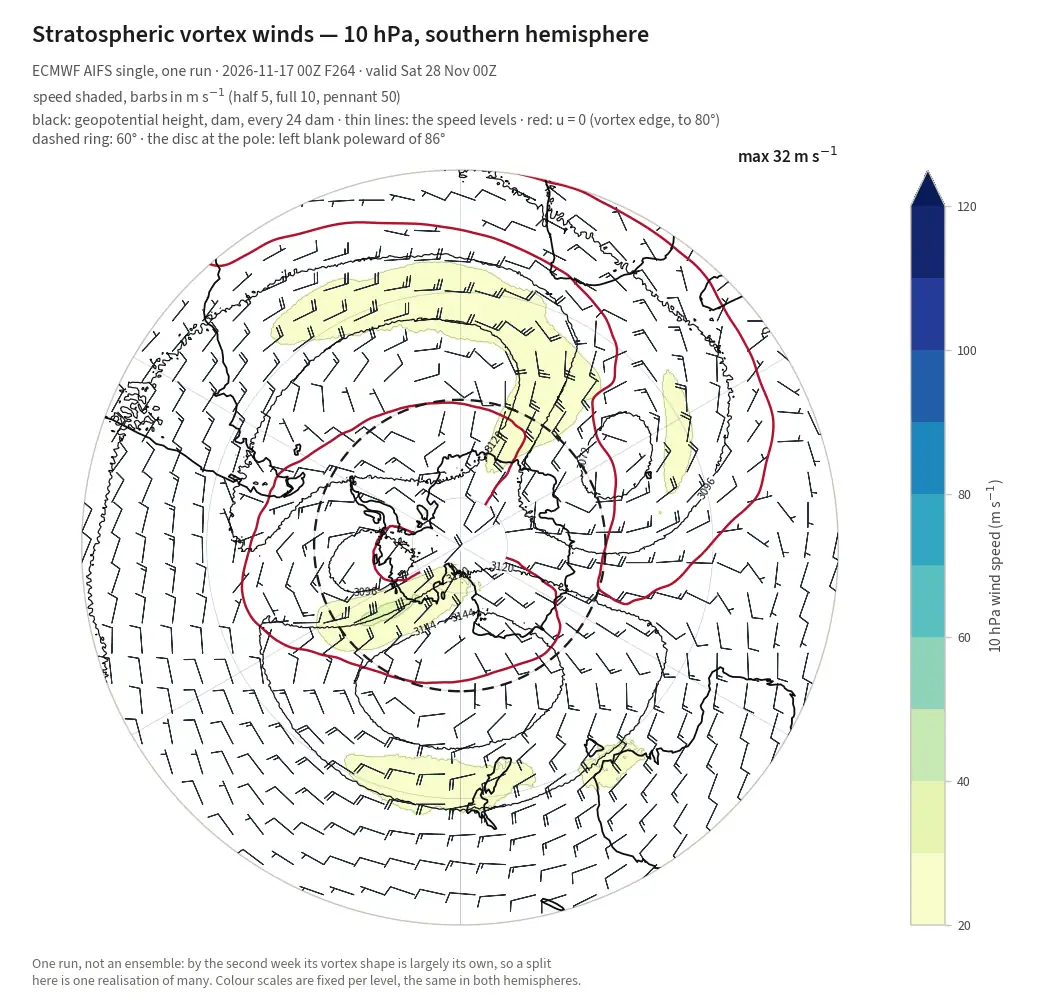 Stratospheric vortex winds — 10 hPa, southern hemisphere
ECMWF AIFS single, one run · 2026-11-17 00Z F264 · valid Sat 28 Nov 00Z
speed shaded, barbs in m s⁻¹ (half 5, full 10, pennant 50)
black: geopotential height, dam, every 24 dam · thin lines: the speed levels · red: u = 0 (vortex edge, to 80°)
dashed ring: 60° · the disc at the pole: left blank poleward of 86°
max 32 m s⁻¹
120
100
80
60
40
20
10 hPa wind speed (m s⁻¹)
3096
3120
3096
3144
3144
One run, not an ensemble: by the second week its vortex shape is largely its own, so a split
here is one realisation of many. Colour scales are fixed per level, the same in both hemispheres.